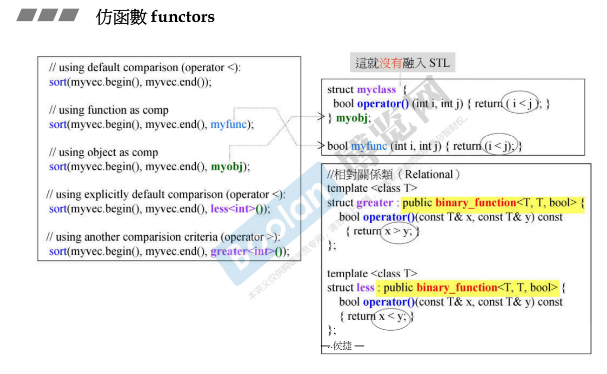 仿函數 functors
// using default comparison (operator <):
sort(myvec.begin(), myvec.end());
// using function as comp
sort(myvec.begin(), myvec.end(), myfunc);
// using object as comp
sort(myvec.begin(), myvec.end(), myobj);
// using explicitly default comparison (operator <):
sort(myvec.begin(), myvec.end(), less<int>());
// using another comparision criteria (operator >):
sort(myvec.begin(), myvec.end(), greater<int>());
這就沒有融入 STL
struct myclass {
bool operator() (int i, int j) { return ( i < j ); }
} myobj;
bool myfunc (int i, int j) { return (i < j); }
//相對關係類（Relational）
template <class T>
struct greater : public binary_function<T, T, bool> {
bool operator()(const T& x, const T& y) const
{ return x > y; }
};
template <class T>
struct less : public binary_function<T, T, bool> {
bool operator()(const T& x, const T& y) const
{ return x < y; }
};
— 侯捷 —
Boolan 博览网